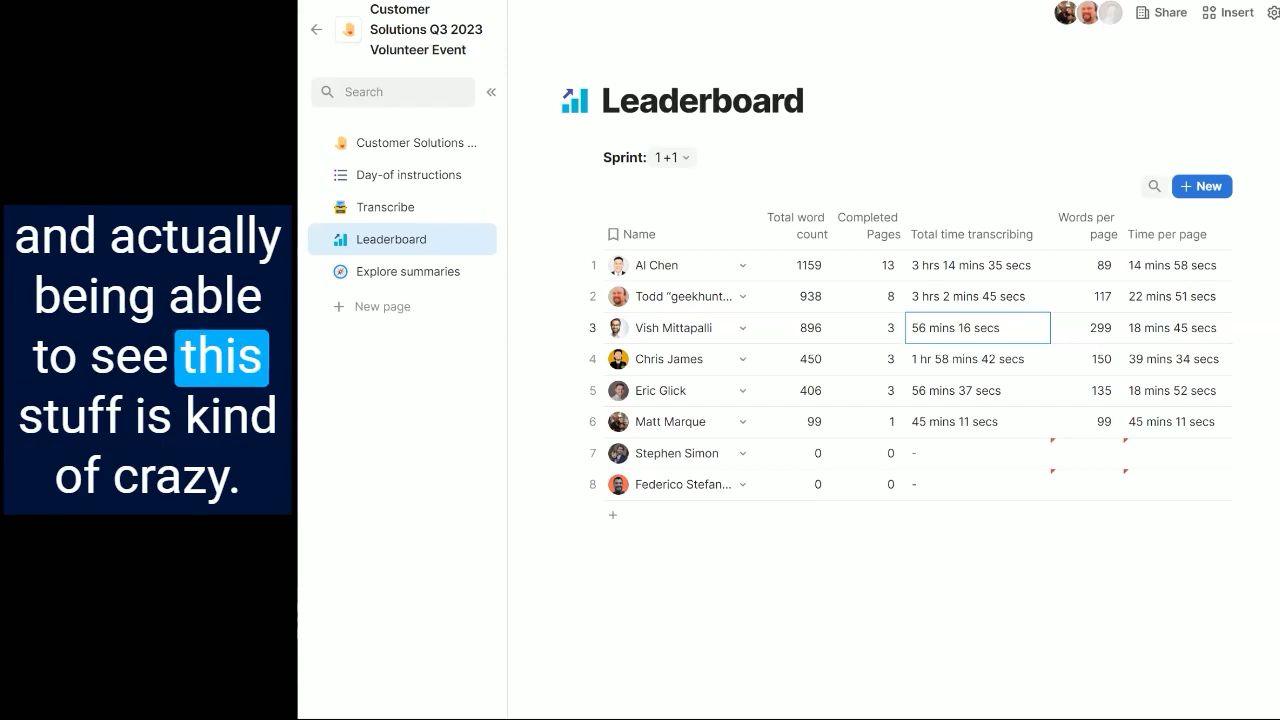 and actually
being able
to see this
stuff is kind
of crazy.
Customer
Solutions Q3 2023
Volunteer Event
Search
Customer Solutions ...
Day-of instructions
Transcribe
Leaderboard
Explore summaries
New page
Share
Insert
Leaderboard
Sprint: 1+1
New
Name
Total word count
Completed Pages
Total time transcribing
Words per page
Time per page
1 Al Chen 1159 13 3 hrs 14 mins 35 secs 89 14 mins 58 secs
2 Todd “geekhunt... 938 8 3 hrs 2 mins 45 secs 117 22 mins 51 secs
3 Vish Mittapalli 896 3 56 mins 16 secs 299 18 mins 45 secs
4 Chris James 450 3 1 hr 58 mins 42 secs 150 39 mins 34 secs
5 Eric Glick 406 3 56 mins 37 secs 135 18 mins 52 secs
6 Matt Marque 99 1 45 mins 11 secs 99 45 mins 11 secs
7 Stephen Simon 0 0 -
8 Federico Stefan... 0 0 -